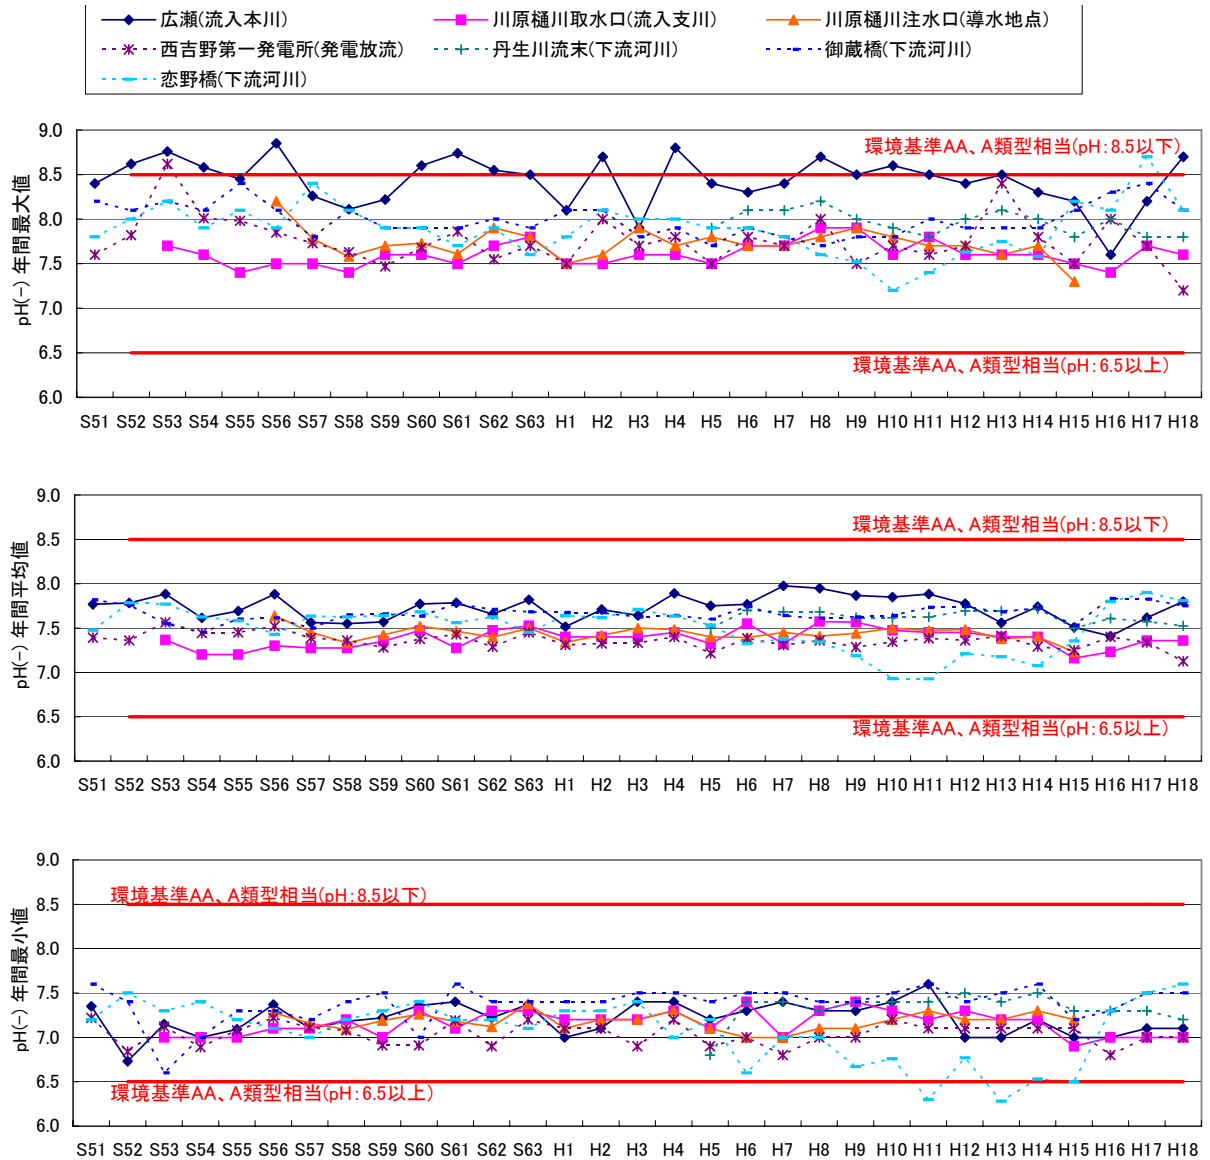 広瀬(流入本川) 川原樋川取水口(流入支川) 川原樋川注水口(導水地点)
西吉野第一発電所(発電放流) 丹生川流末(下流河川) 御蔵橋(下流河川)
恋野橋(下流河川)
pH(-) 年間最大値
9.0
8.5
8.0
7.5
7.0
6.5
6.0
環境基準AA、A類型相当(pH:8.5以下)
環境基準AA、A類型相当(pH:6.5以上)
S51 S52 S53 S54 S55 S56 S57 S58 S59 S60 S61 S62 S63 H1 H2 H3 H4 H5 H6 H7 H8 H9 H10 H11 H12 H13 H14 H15 H16 H17 H18
pH(-) 年間平均値
9.0
8.5
8.0
7.5
7.0
6.5
6.0
環境基準AA、A類型相当(pH:8.5以下)
環境基準AA、A類型相当(pH:6.5以上)
S51 S52 S53 S54 S55 S56 S57 S58 S59 S60 S61 S62 S63 H1 H2 H3 H4 H5 H6 H7 H8 H9 H10 H11 H12 H13 H14 H15 H16 H17 H18
pH(-) 年間最小値
9.0
8.5
8.0
7.5
7.0
6.5
6.0
環境基準AA、A類型相当(pH:8.5以下)
環境基準AA、A類型相当(pH:6.5以上)
S51 S52 S53 S54 S55 S56 S57 S58 S59 S60 S61 S62 S63 H1 H2 H3 H4 H5 H6 H7 H8 H9 H10 H11 H12 H13 H14 H15 H16 H17 H18